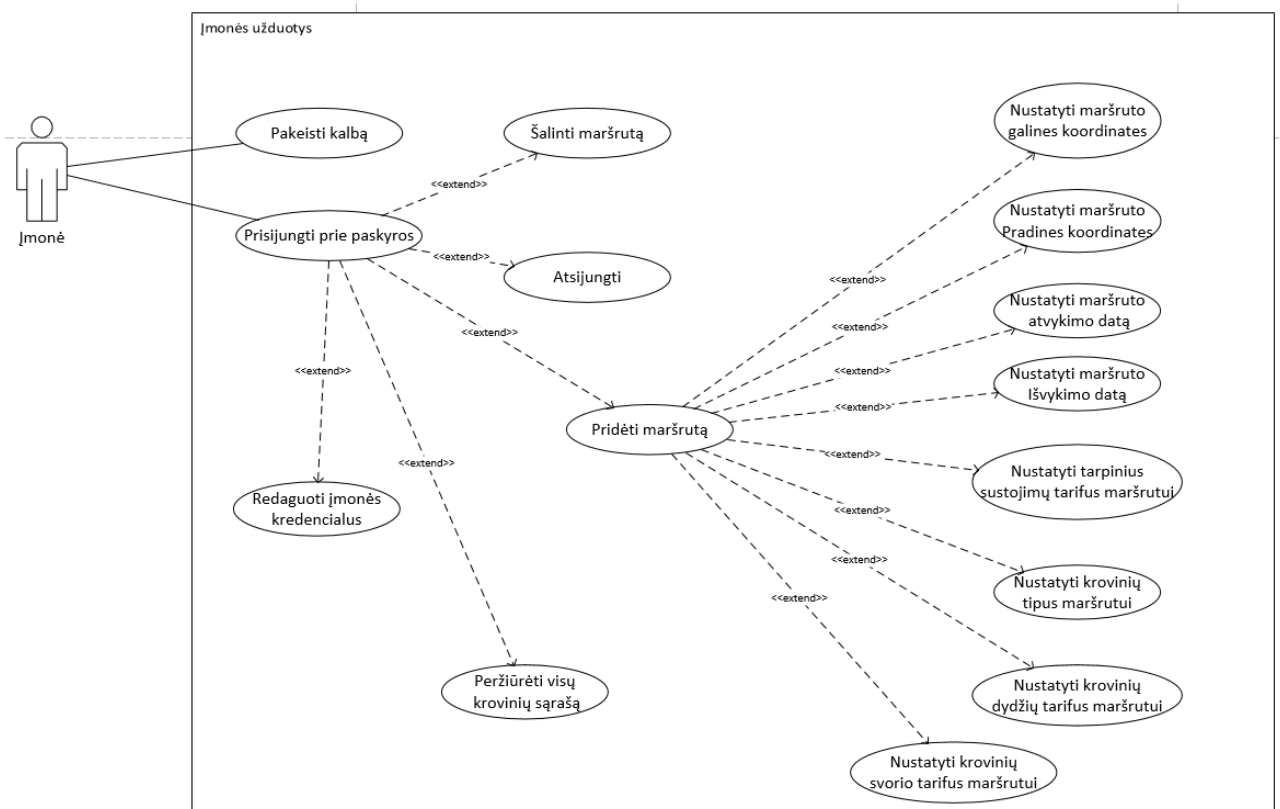 Įmonės užduotys
Įmonė
Pakeisti kalbą
Prisijungti prie paskyros
Šalinti maršrutą
<<extend>>
Atsijungti
<<extend>>
<<extend>>
<<extend>>
<<extend>>
Redaguoti įmonės
kredencialus
Peržiūrėti visų
krovinių sąrašą
Pridėti maršrutą
<<extend>>
<<extend>>
<<extend>>
<<extend>>
<<extend>>
<<extend>>
<<extend>>
<<extend>>
Nustatyti maršruto
galines koordinates
Nustatyti maršruto
Pradines koordinates
Nustatyti maršruto
atvykimo datą
Nustatyti maršruto
Išvykimo datą
Nustatyti tarpinius
sustojimų tarifus maršrutui
Nustatyti krovinių
tipus maršrutui
Nustatyti krovinių
dydžių tarifus maršrutui
Nustatyti krovinių
svorio tarifus maršrutui